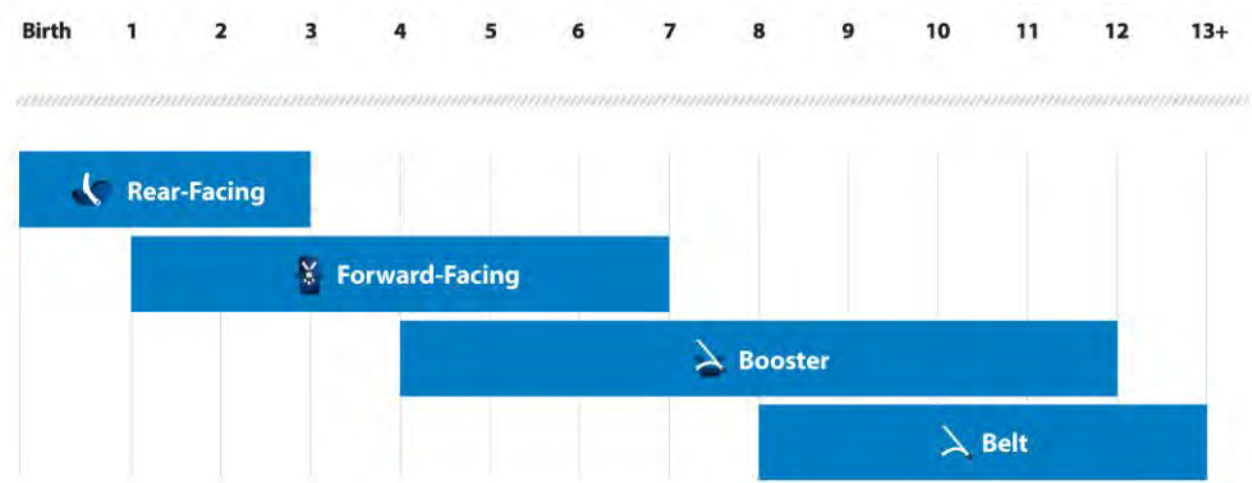 Birth 1 2 3 4 5 6 7 8 9 10 11 12 13+
Rear-Facing
Forward-Facing
Booster
Belt